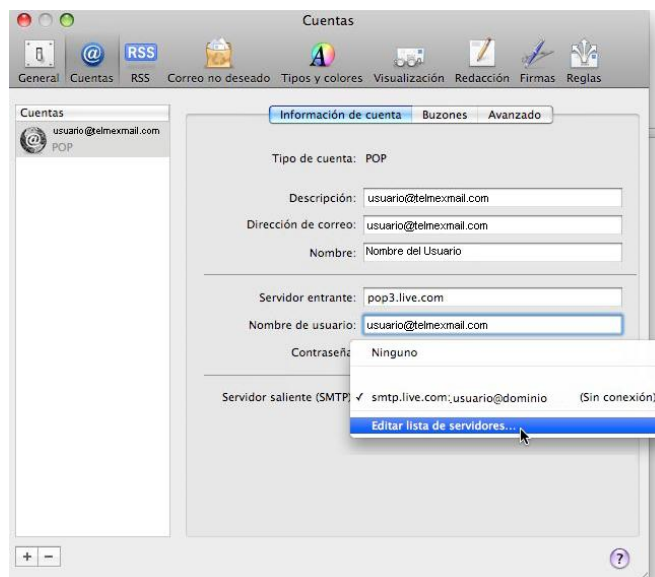 Cuentas
RSS
General Cuentas RSS Correo no deseado Tipos y colores Visualización Redacción Firmas Reglas
Cuentas
usuario@telmexmail.com
POP
Información de cuenta Buzones Avanzado
Tipo de cuenta: POP
Descripción: usuario@telmexmail.com
Dirección de correo: usuario@telmexmail.com
Nombre: Nombre del Usuario
Servidor entrante: pop3.live.com
Nombre de usuario: usuario@telmexmail.com
Contraseña
Ninguno
Servidor saliente (SMTP) ✓ smtp.live.com:usuario@dominio (Sin conexión)
Editar lista de servidores...
+ − ?